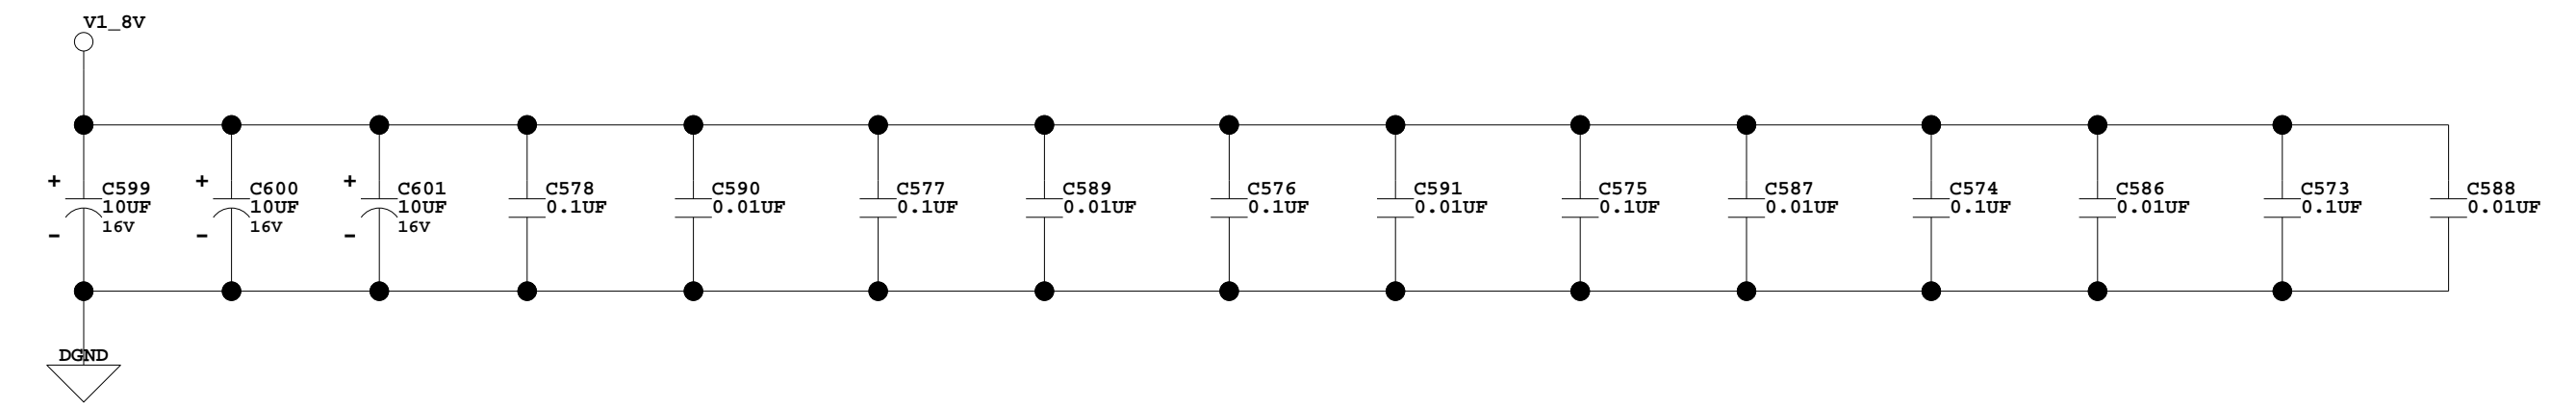 V1_8V
+
C599
10UF
16V
-
+
C600
10UF
16V
-
+
C601
10UF
16V
-
C578
0.1UF
C590
0.01UF
C577
0.1UF
C589
0.01UF
C576
0.1UF
C591
0.01UF
C575
0.1UF
C587
0.01UF
C574
0.1UF
C586
0.01UF
C573
0.1UF
C588
0.01UF
DGND